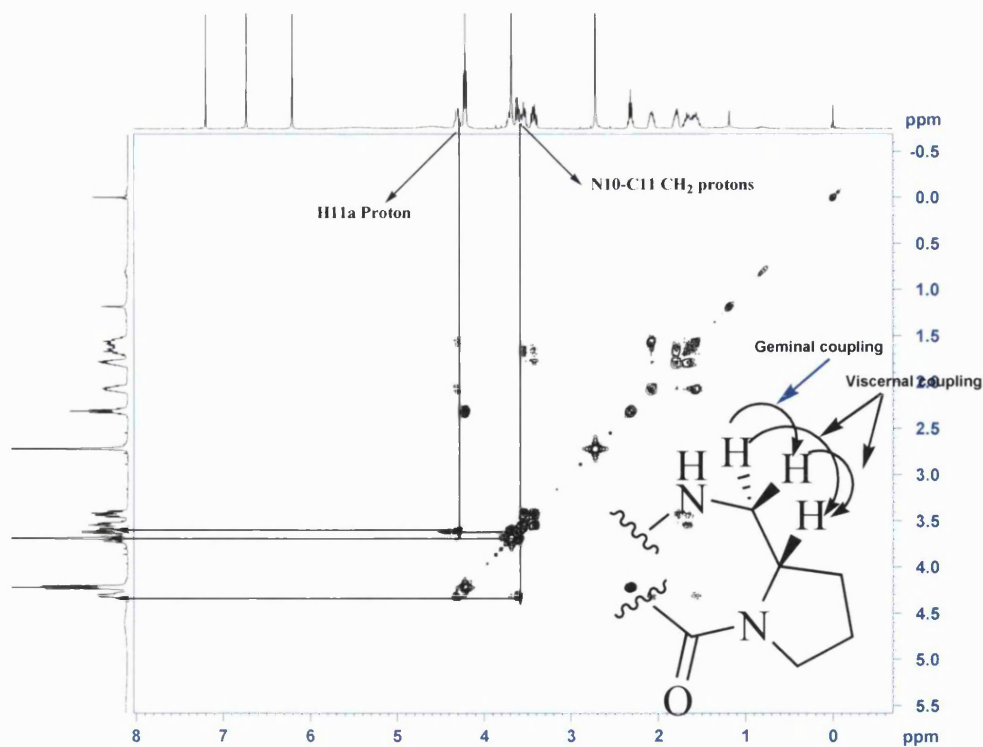 ppm
-0.5
0.0
0.5
1.0
1.5
2.0
2.5
3.0
3.5
4.0
4.5
5.0
5.5
H11a Proton
N10-C11 CH₂ protons
Geminal coupling
Viscernal coupling
H
H
H
H
N
N
O
8 7 6 5 4 3 2 1 0 ppm